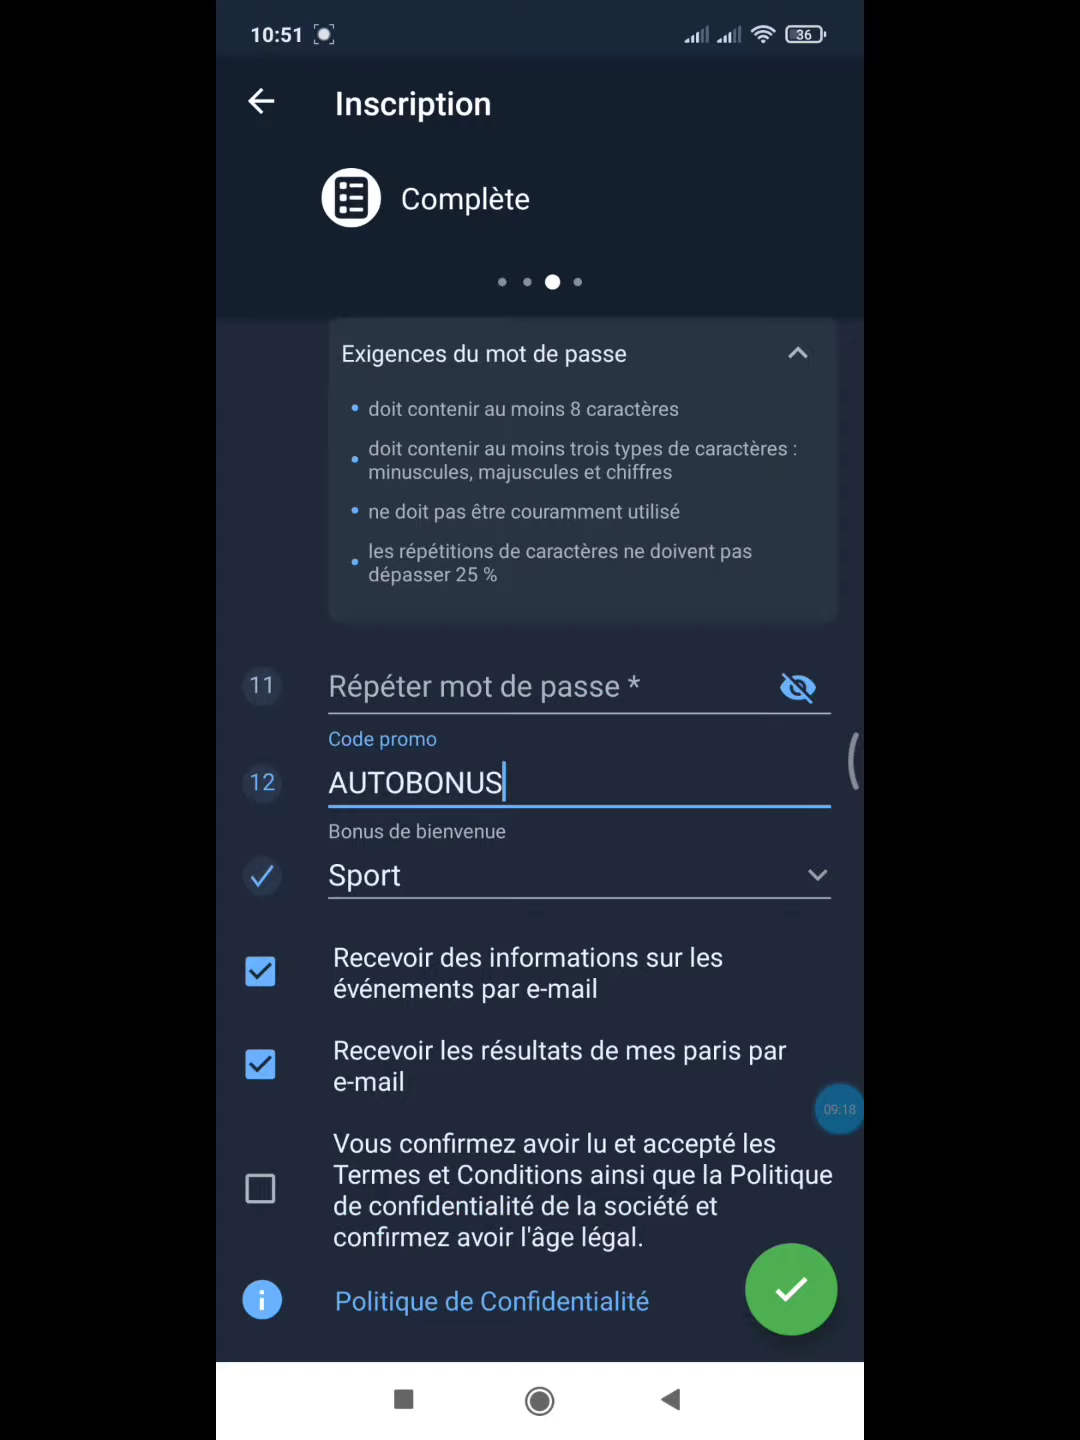 10:51
36
Inscription
Complète
Exigences du mot de passe
doit contenir au moins 8 caractères
doit contenir au moins trois types de caractères :
minuscules, majuscules et chiffres
ne doit pas être couramment utilisé
les répétitions de caractères ne doivent pas
dépasser 25 %
11
Répéter mot de passe *
Code promo
12
AUTOBONUS
Bonus de bienvenue
Sport
Recevoir des informations sur les
événements par e-mail
Recevoir les résultats de mes paris par
e-mail
09:18
Vous confirmez avoir lu et accepté les
Termes et Conditions ainsi que la Politique
de confidentialité de la société et
confirmez avoir l'âge légal.
Politique de Confidentialité